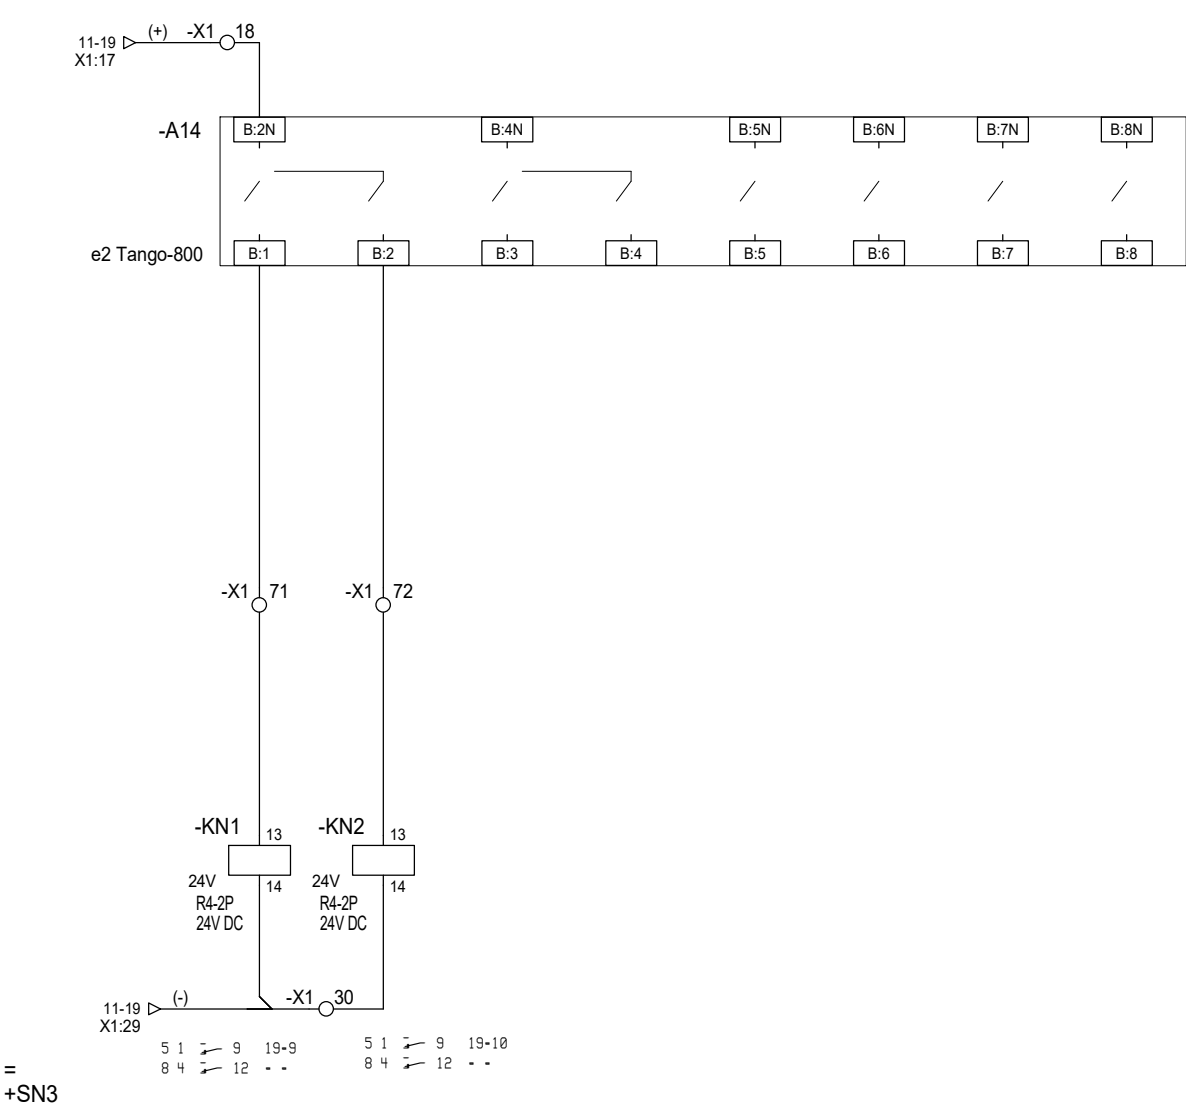 (+) -X1 18
11-19
X1:17
-A14 B:2N B:4N B:5N B:6N B:7N B:8N
e2 Tango-800 B:1 B:2 B:3 B:4 B:5 B:6 B:7 B:8
-X1 71 -X1 72
-KN1 13 -KN2 13
24V 14 24V 14
R4-2P R4-2P
24V DC 24V DC
(-) -X1 30
11-19
X1:29
5 1 9 19-9 5 1 9 19-10
8 4 12 - - 8 4 12 - -
=
+SN3